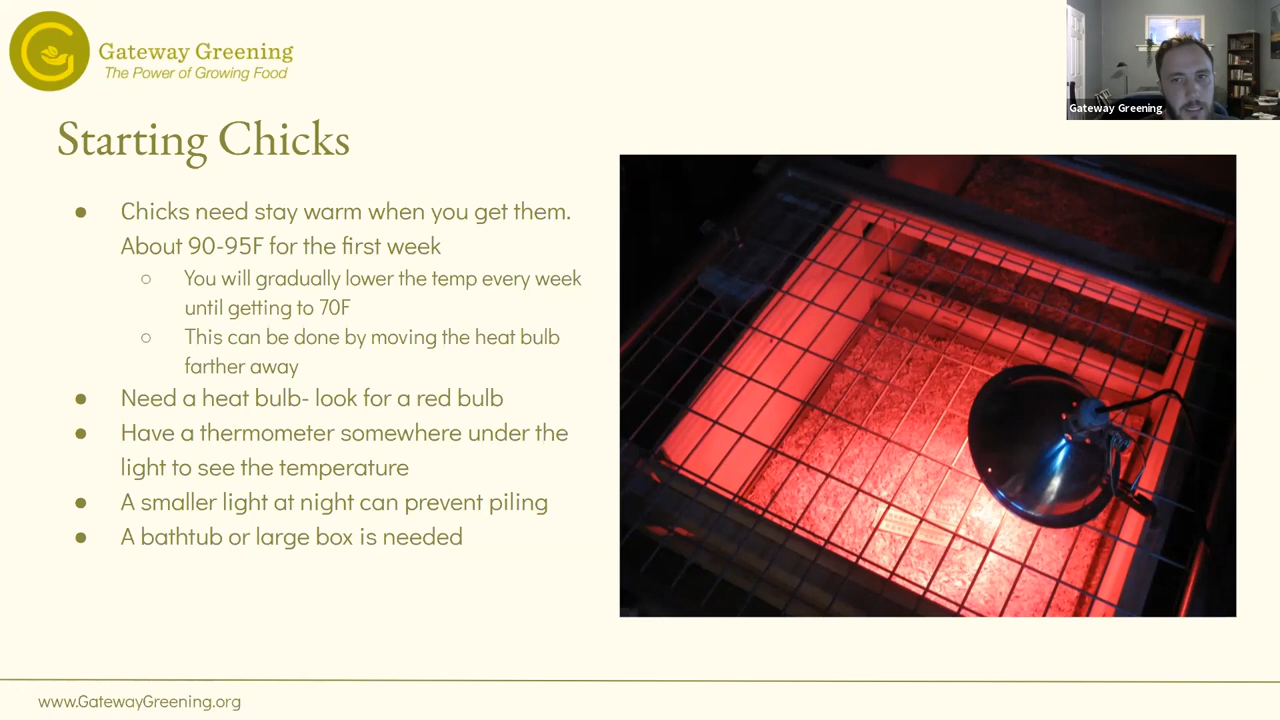 Gateway Greening
The Power of Growing Food
Gateway Greening
Starting Chicks
● Chicks need stay warm when you get them.
About 90-95F for the first week
○ You will gradually lower the temp every week
until getting to 70F
○ This can be done by moving the heat bulb
farther away
● Need a heat bulb- look for a red bulb
● Have a thermometer somewhere under the
light to see the temperature
● A smaller light at night can prevent piling
● A bathtub or large box is needed
www.GatewayGreening.org